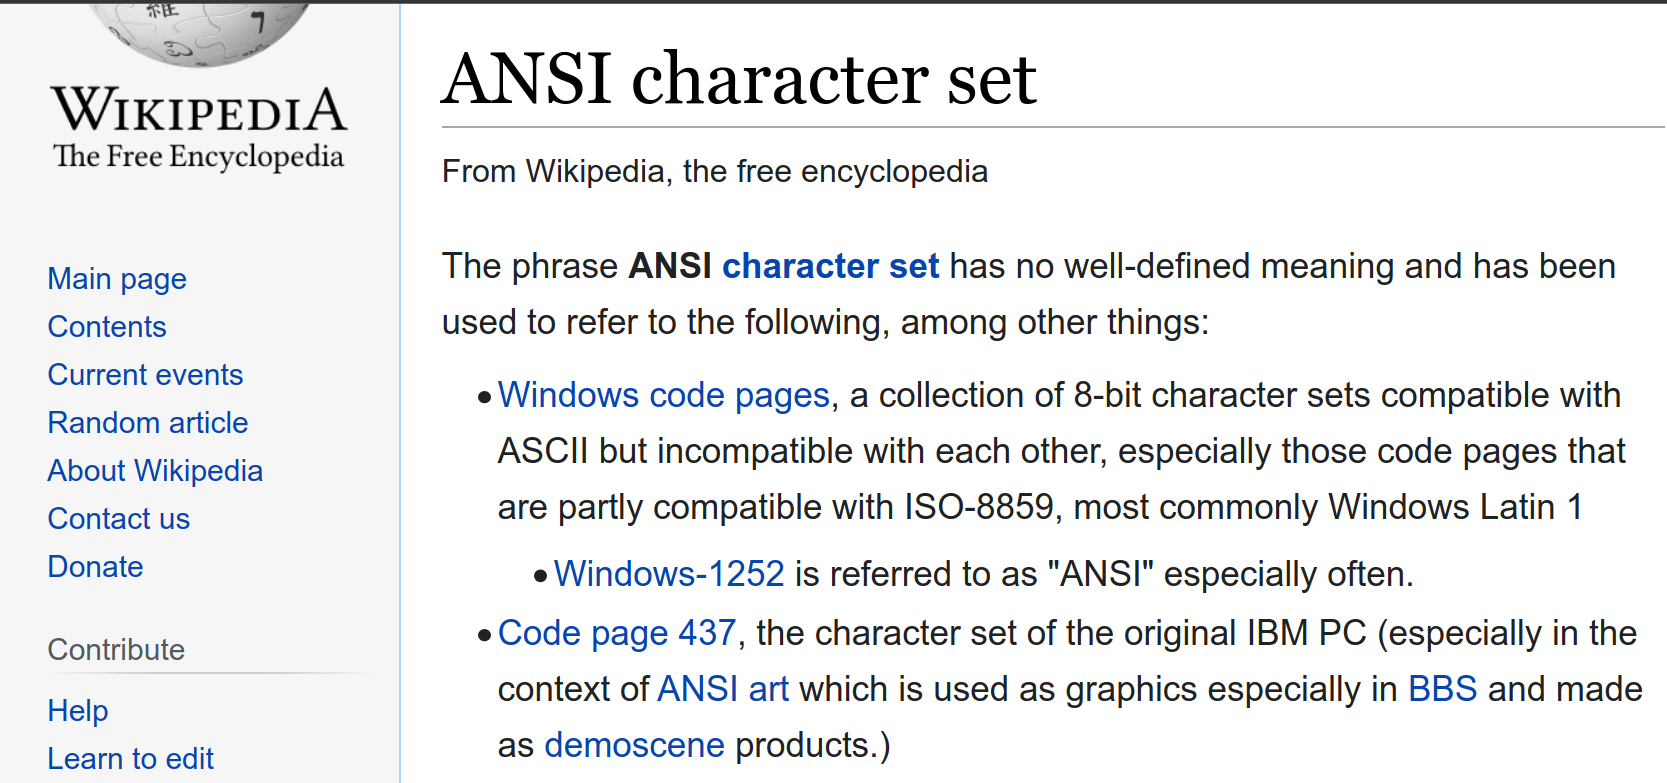 維
7
WIKIPEDIA
The Free Encyclopedia
Main page
Contents
Current events
Random article
About Wikipedia
Contact us
Donate
Contribute
Help
Learn to edit
ANSI character set
From Wikipedia, the free encyclopedia
The phrase ANSI character set has no well-defined meaning and has been
used to refer to the following, among other things:
• Windows code pages, a collection of 8-bit character sets compatible with
ASCII but incompatible with each other, especially those code pages that
are partly compatible with ISO-8859, most commonly Windows Latin 1
• Windows-1252 is referred to as "ANSI" especially often.
• Code page 437, the character set of the original IBM PC (especially in the
context of ANSI art which is used as graphics especially in BBS and made
as demoscene products.)